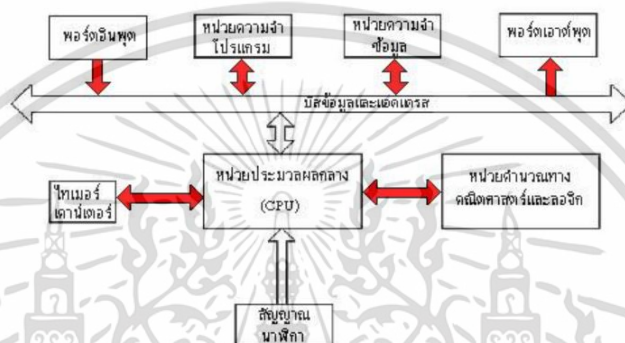 พอร์ตอินพุต
หน่วยความจำ
โปรแกรม
หน่วยความจำ
ข้อมูล
พอร์ตเอาต์พุต
บัสข้อมูลและแอดเดรส
หน่วยประมวลผลกลาง
(CPU)
หน่วยคำนวณทาง
คณิตศาสตร์และลอจิก
ไทเมอร์
เคาน์เตอร์
สัญญาณ
นาฬิกา